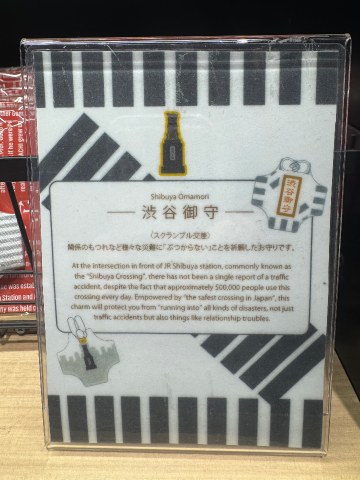 Shibuya Omamori
渋谷御守
〈スクランブル交差〉
関係のもつれなど様々な災難に"ぶつからない"ことを祈願したお守りです。
At the intersection in front of JR Shibuya station, commonly known as
the "Shibuya Crossing", there has not been a single report of a traffic
accident, despite the fact that approximately 500,000 people use this
crossing every day. Empowered by "the safest crossing in Japan", this
charm will protect you from "running into" all kinds of disasters, not just
traffic accidents but also things like relationship troubles.
渋谷御守